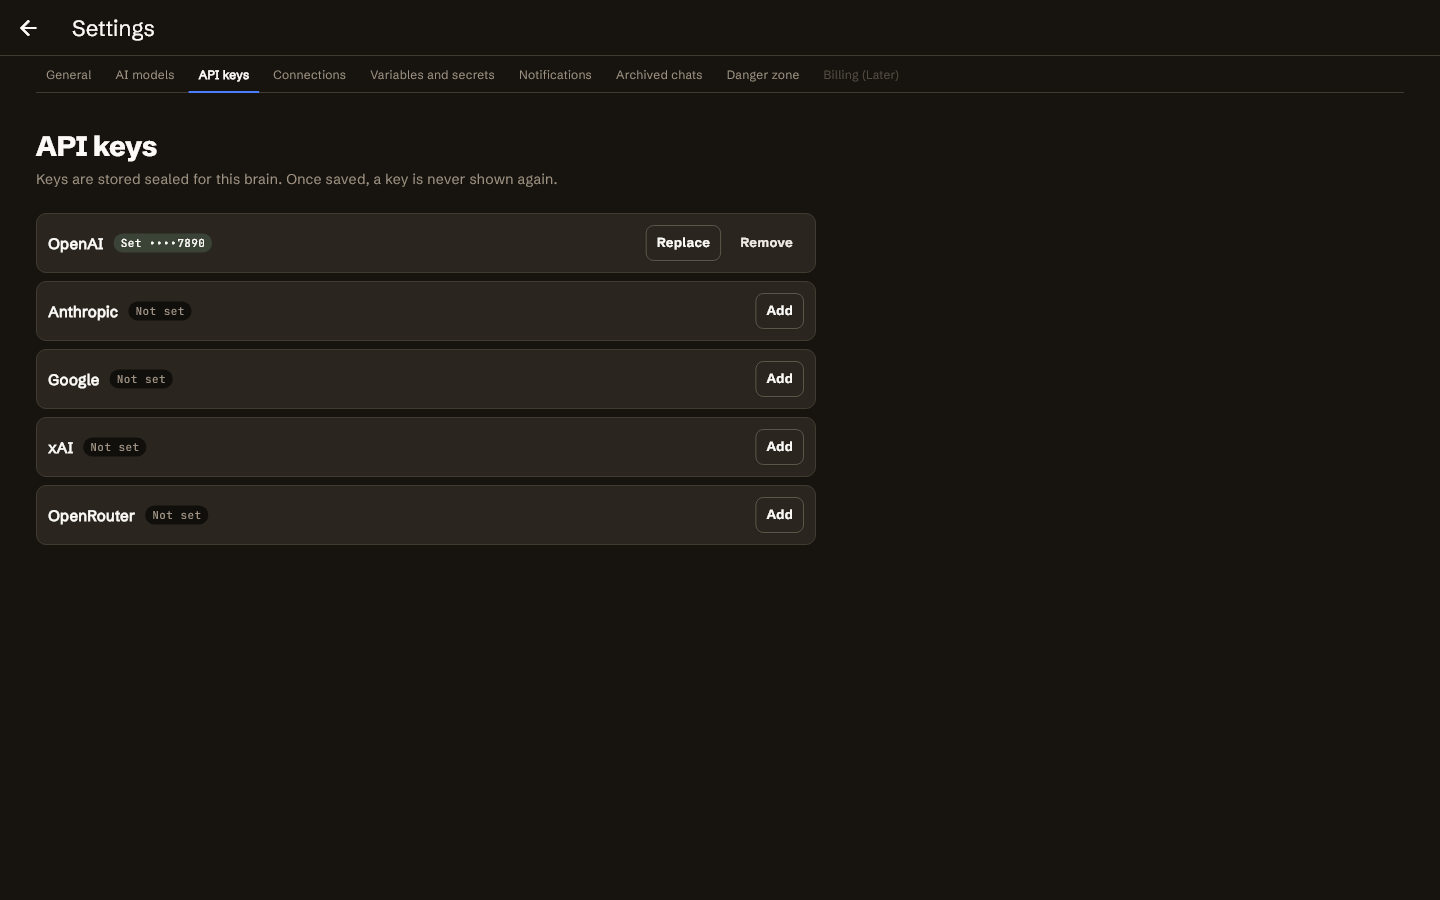 Settings
General AI models API keys Connections Variables and secrets Notifications Archived chats Danger zone Billing (Later)
API keys
Keys are stored sealed for this brain. Once saved, a key is never shown again.
OpenAI Set ••••7890 Replace Remove
Anthropic Not set Add
Google Not set Add
xAI Not set Add
OpenRouter Not set Add